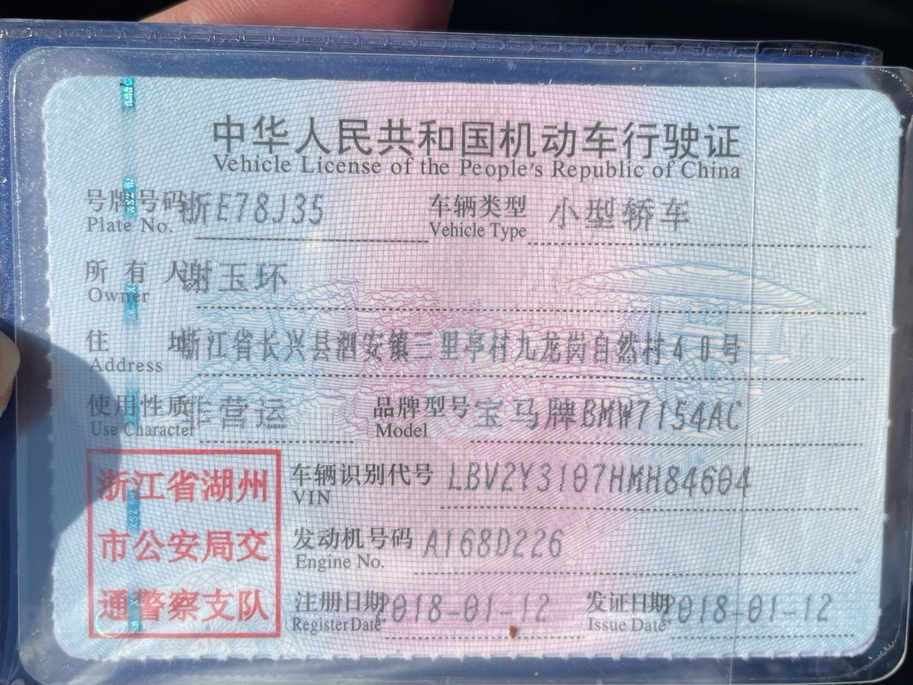 中华人民共和国机动车行驶证
Vehicle License of the People's Republic of China
号牌号码 浙E78J35 车辆类型 小型轿车
Plate No. Vehicle Type
所有人 谢玉环
Owner
住址 浙江省长兴县泗安镇三里亭村九龙岗自然村40号
Address
使用性质 非营运 品牌型号 宝马牌BMW7154AC
Use Character Model
浙江省湖州
市公安局交
通警察支队
车辆识别代号 LBV2Y3107HMH84604
VIN
发动机号码 A168D226
Engine No.
注册日期 2018-01-12 发证日期 2018-01-12
Register Date Issue Date